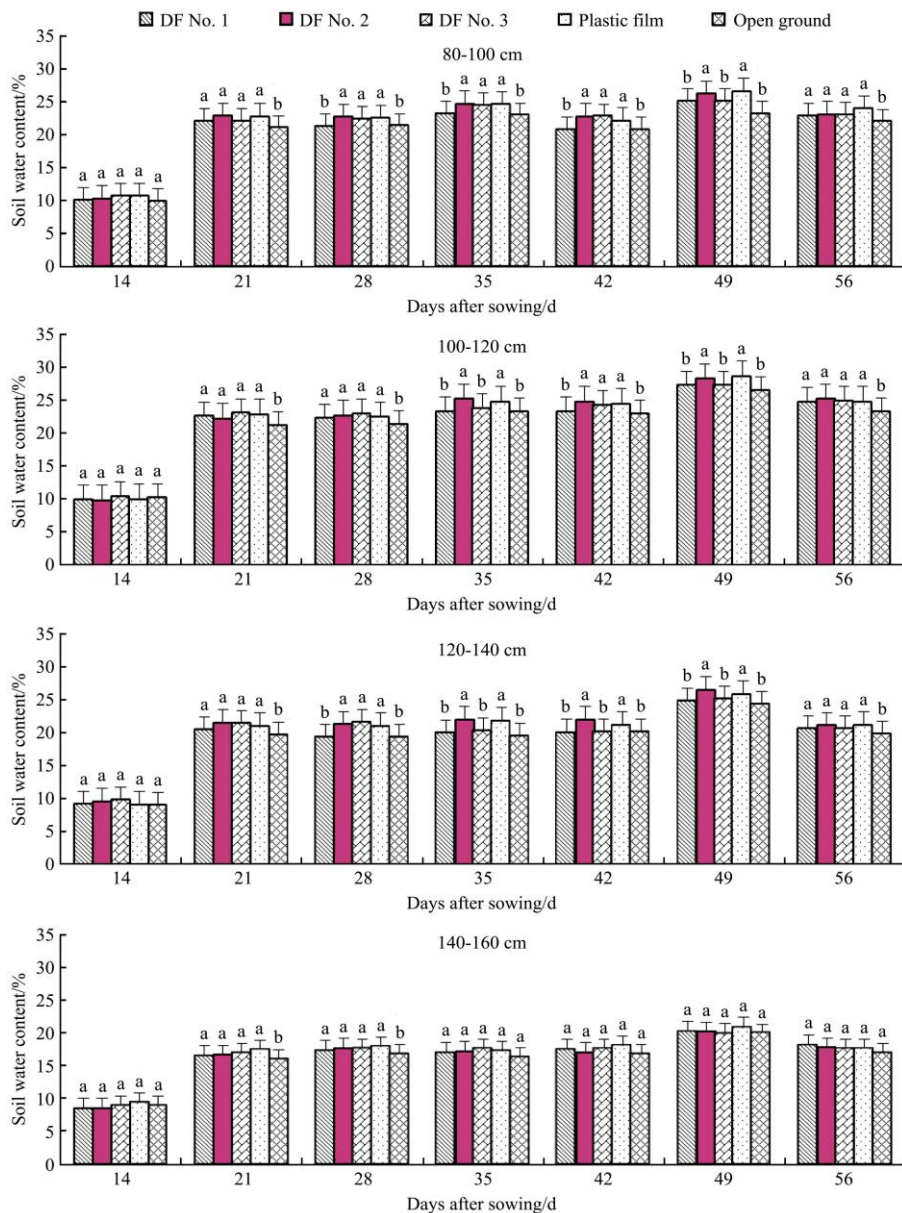 DF No. 1 DF No. 2 DF No. 3 Plastic film Open ground
80-100 cm
Soil water content/%
35
30
25
20
15
10
5
0
a a a a a
a a a a b
b a a a b
b a a a b
b a a a b
b a b a b
a a a a b
14 21 28 35 42 49 56
Days after sowing/d
100-120 cm
Soil water content/%
35
30
25
20
15
10
5
0
a a a a a
a a a a b
a a a a b
b a b a b
b a a a b
b a b a b
a a a a b
14 21 28 35 42 49 56
Days after sowing/d
120-140 cm
Soil water content/%
35
30
25
20
15
10
5
0
a a a a a
a a a a b
b a a a b
b a b a b
b a b a b
b a b a b
a a a a b
14 21 28 35 42 49 56
Days after sowing/d
140-160 cm
Soil water content/%
35
30
25
20
15
10
5
0
a a a a a
a a a a b
a a a a b
a a a a a
a a a a a
a a a a a
a a a a a
14 21 28 35 42 49 56
Days after sowing/d